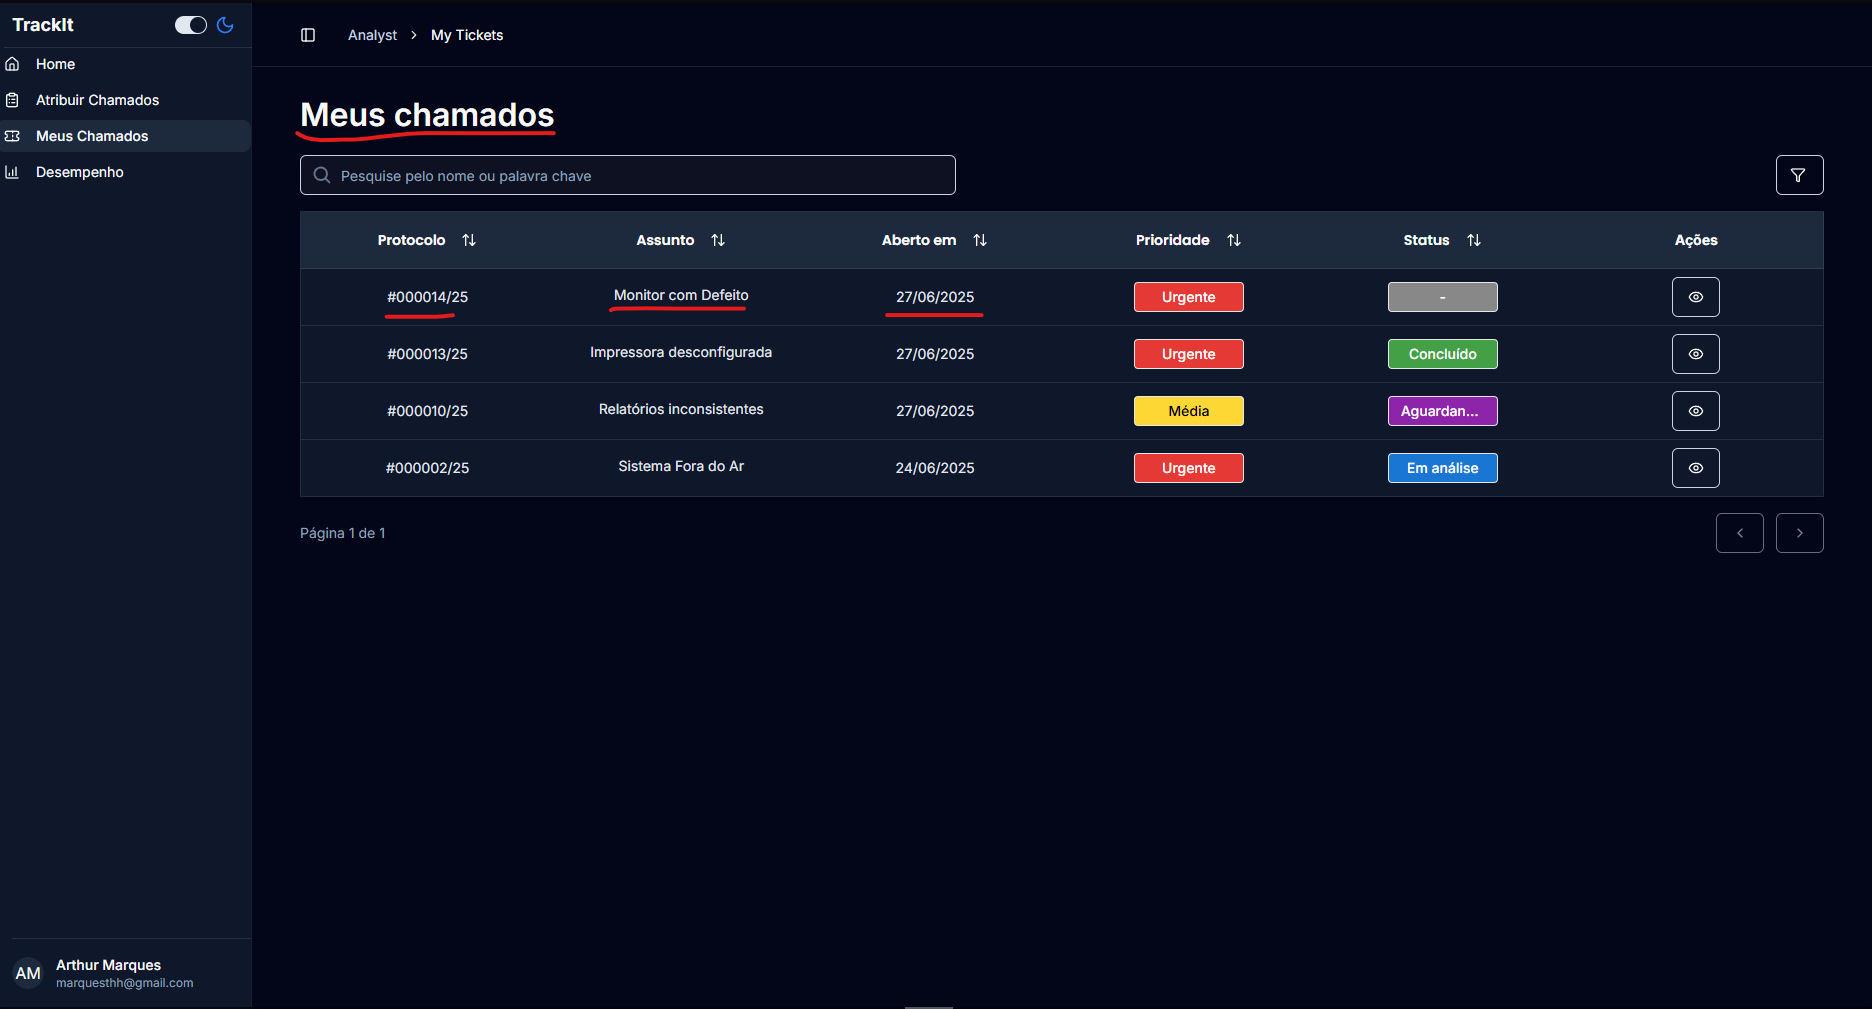 TrackIt
Home
Atribuir Chamados
Meus Chamados
Desempenho
Analyst > My Tickets
Meus chamados
Pesquise pelo nome ou palavra chave
Protocolo Assunto Aberto em Prioridade Status Ações
#000014/25 Monitor com Defeito 27/06/2025 Urgente -
#000013/25 Impressora desconfigurada 27/06/2025 Urgente Concluído
#000010/25 Relatórios inconsistentes 27/06/2025 Média Aguardan...
#000002/25 Sistema Fora do Ar 24/06/2025 Urgente Em análise
Página 1 de 1
AM
Arthur Marques
marquesthh@gmail.com